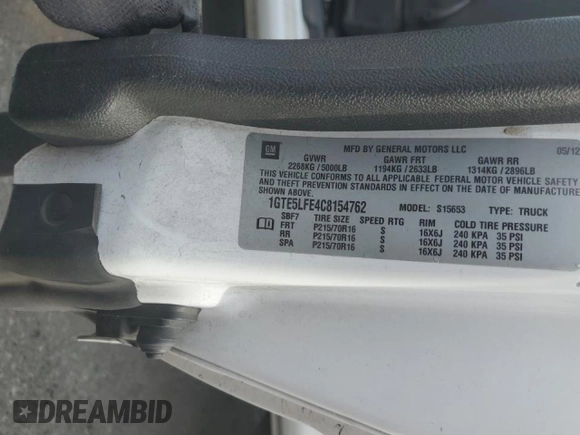 GM
MFD BY GENERAL MOTORS LLC 05/12
GVWR GAWR FRT GAWR RR
2268KG / 5000LB 1194KG / 2633LB 1314KG / 2896LB
THIS VEHICLE CONFORMS TO ALL APPLICABLE FEDERAL MOTOR VEHICLE SAFETY
AND THEFT PREVENTION STANDARDS IN EFFECT ON THE DATE OF MANUFACTURE
SHOWN ABOVE.
1GTE5LFE4C8154762 MODEL: S15653 TYPE: TRUCK
SBF7 TIRE SIZE SPEED RTG RIM COLD TIRE PRESSURE
FRT P215/70R16 S 16X6J 240 KPA 35 PSI
RR P215/70R16 S 16X6J 240 KPA 35 PSI
SPA P215/70R16 S 16X6J 240 KPA 35 PSI
DREAMBID